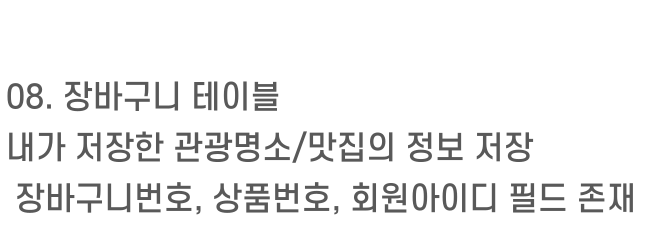 08. 장바구니 테이블
내가 저장한 관광명소/맛집의 정보 저장
장바구니번호, 상품번호, 회원아이디 필드 존재